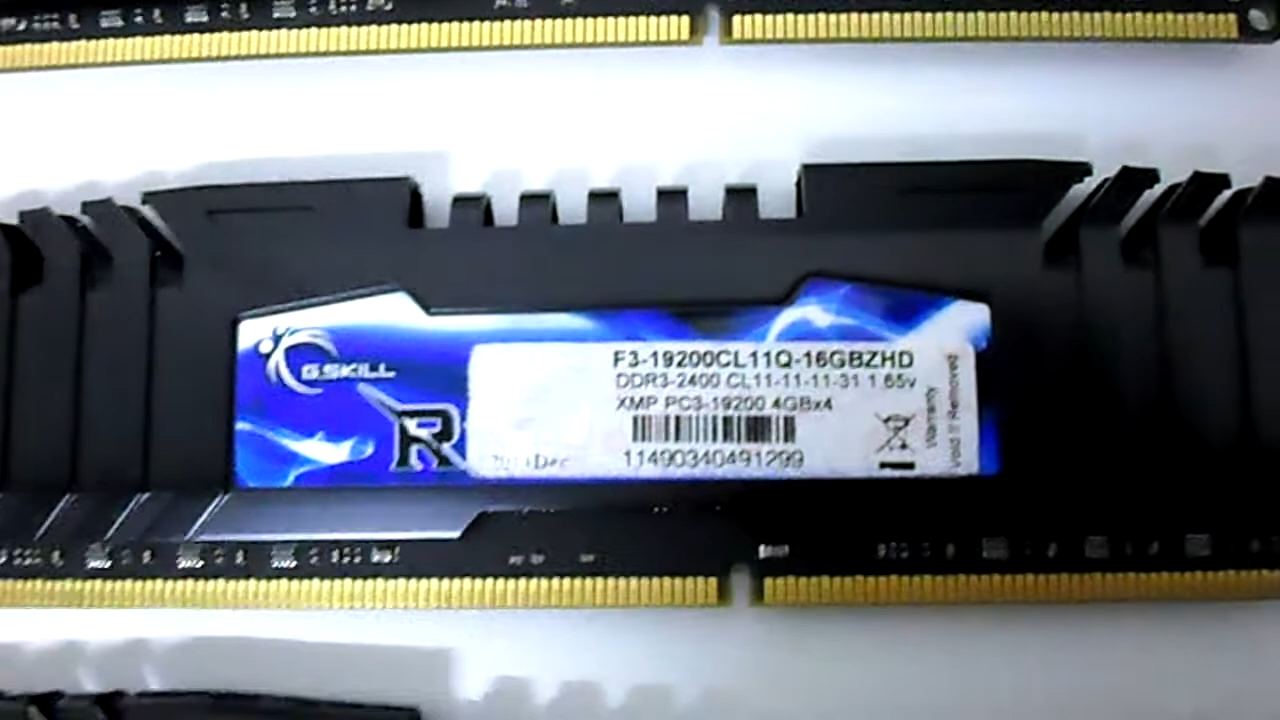 G.SKILL
R
F3-19200CL11Q-16GBZHD
DDR3-2400 CL11-11-11-31 1.65v
XMP PC3-19200 4GBx4
11490340491299
Warranty
Void If Removed